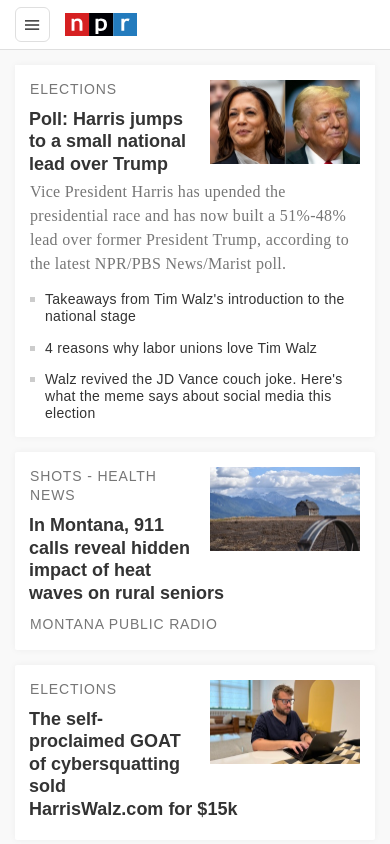 npr
ELECTIONS
Poll: Harris jumps
to a small national
lead over Trump
Vice President Harris has upended the
presidential race and has now built a 51%-48%
lead over former President Trump, according to
the latest NPR/PBS News/Marist poll.
Takeaways from Tim Walz's introduction to the
national stage
4 reasons why labor unions love Tim Walz
Walz revived the JD Vance couch joke. Here's
what the meme says about social media this
election
SHOTS - HEALTH
NEWS
In Montana, 911
calls reveal hidden
impact of heat
waves on rural seniors
MONTANA PUBLIC RADIO
ELECTIONS
The self-
proclaimed GOAT
of cybersquatting
sold
HarrisWalz.com for $15k